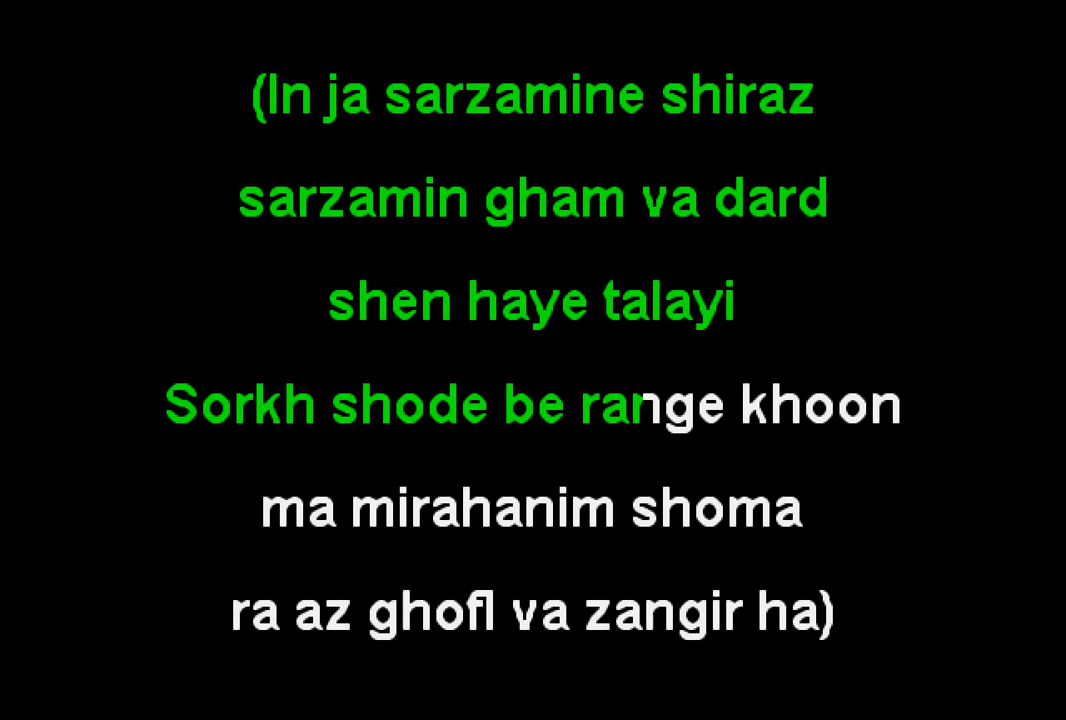 (In ja sarzamine shiraz
sarzamin gham va dard
shen haye talayi
Sorkh shode be range khoon
ma mirahanim shoma
ra az ghofl va zangir ha)